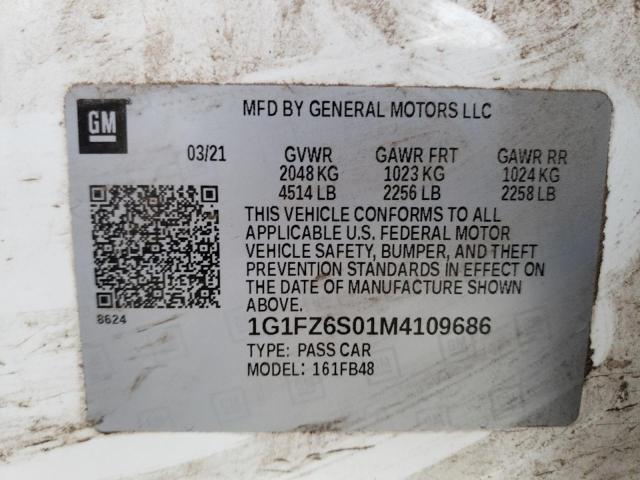 GM
MFD BY GENERAL MOTORS LLC
03/21 GVWR GAWR FRT GAWR RR
2048 KG 1023 KG 1024 KG
4514 LB 2256 LB 2258 LB
THIS VEHICLE CONFORMS TO ALL
APPLICABLE U.S. FEDERAL MOTOR
VEHICLE SAFETY, BUMPER, AND THEFT
PREVENTION STANDARDS IN EFFECT ON
THE DATE OF MANUFACTURE SHOWN
ABOVE.
8624
1G1FZ6S01M4109686
TYPE: PASS CAR
MODEL: 161FB48